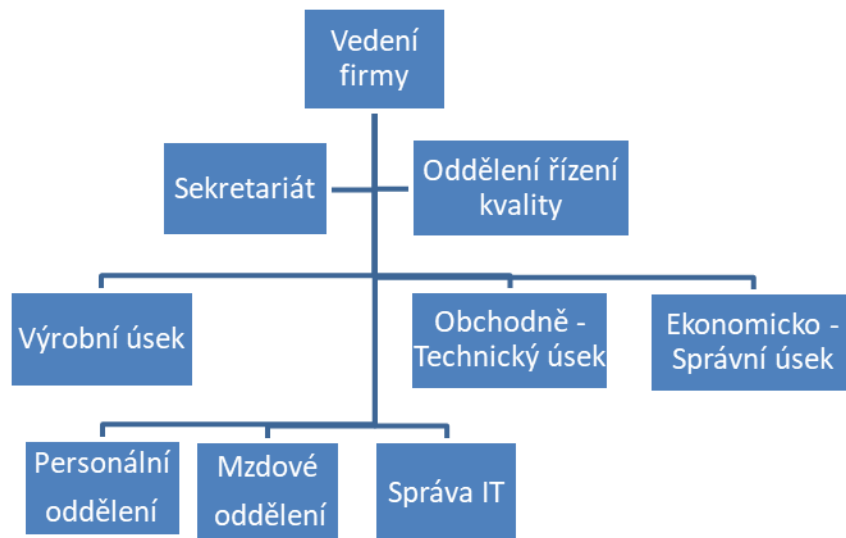 Vedení
firmy
Sekretariát
Oddělení řízení
kvality
Výrobní úsek
Obchodně -
Technický úsek
Ekonomicko -
Správní úsek
Personální
oddělení
Mzdové
oddělení
Správa IT